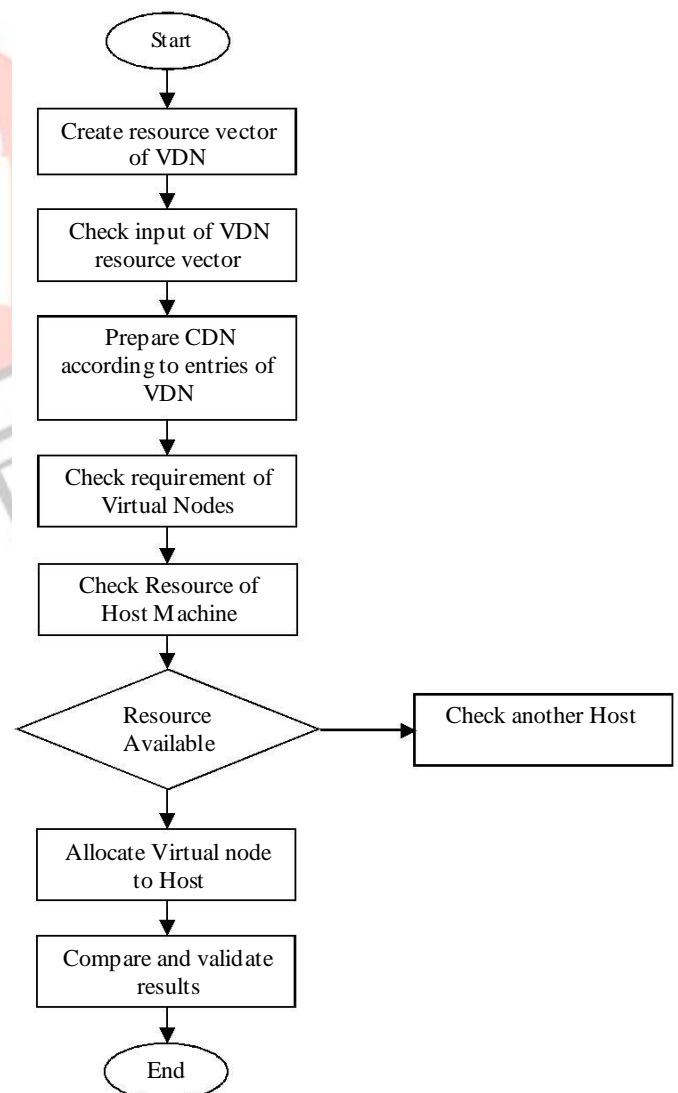 Start
Create resource vector
of VDN
Check input of VDN
resource vector
Prepare CDN
according to entries of
VDN
Check requirement of
Virtual Nodes
Check Resource of
Host Machine
Resource
Available
Check another Host
Allocate Virtual node
to Host
Compare and validate
results
End